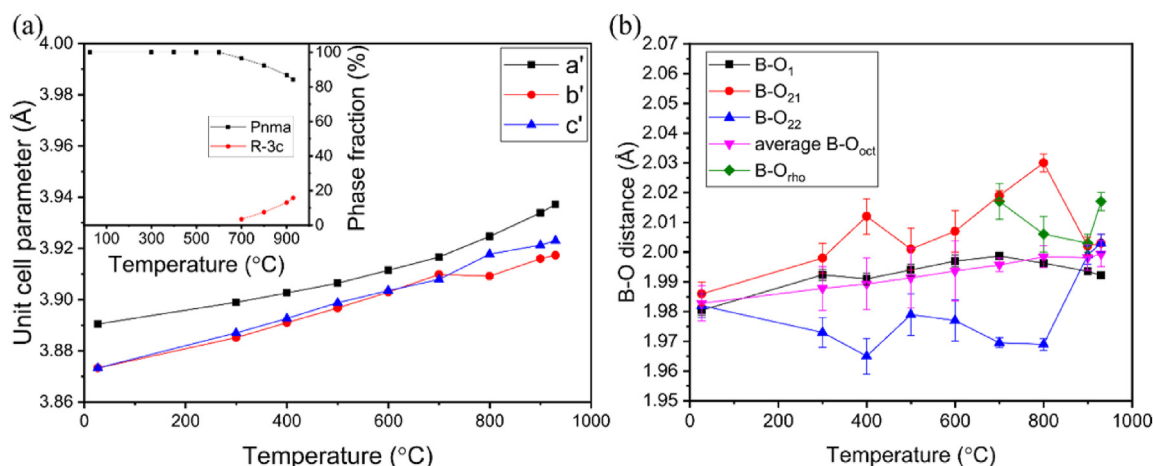 (a)
4.00
3.98
3.96
3.94
3.92
3.90
3.88
3.86
Unit cell parameter (Å)
0
200
400
600
800
1000
Temperature (°C)
a'
b'
c'
Pnma
R-3c
100
80
60
40
20
0
Phase fraction (%)
100
300
500
700
900
Temperature (°C)
(b)
2.07
2.06
2.05
2.04
2.03
2.02
2.01
2.00
1.99
1.98
1.97
1.96
1.95
B-O distance (Å)
B-O₁
B-O₂₁
B-O₂₂
average B-Oₒct
B-Oᵣₕₒ
0
200
400
600
800
1000
Temperature (°C)